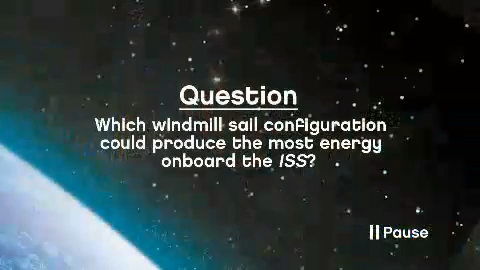 Question
Which windmill sail configuration
could produce the most energy
onboard the ISS?
Pause